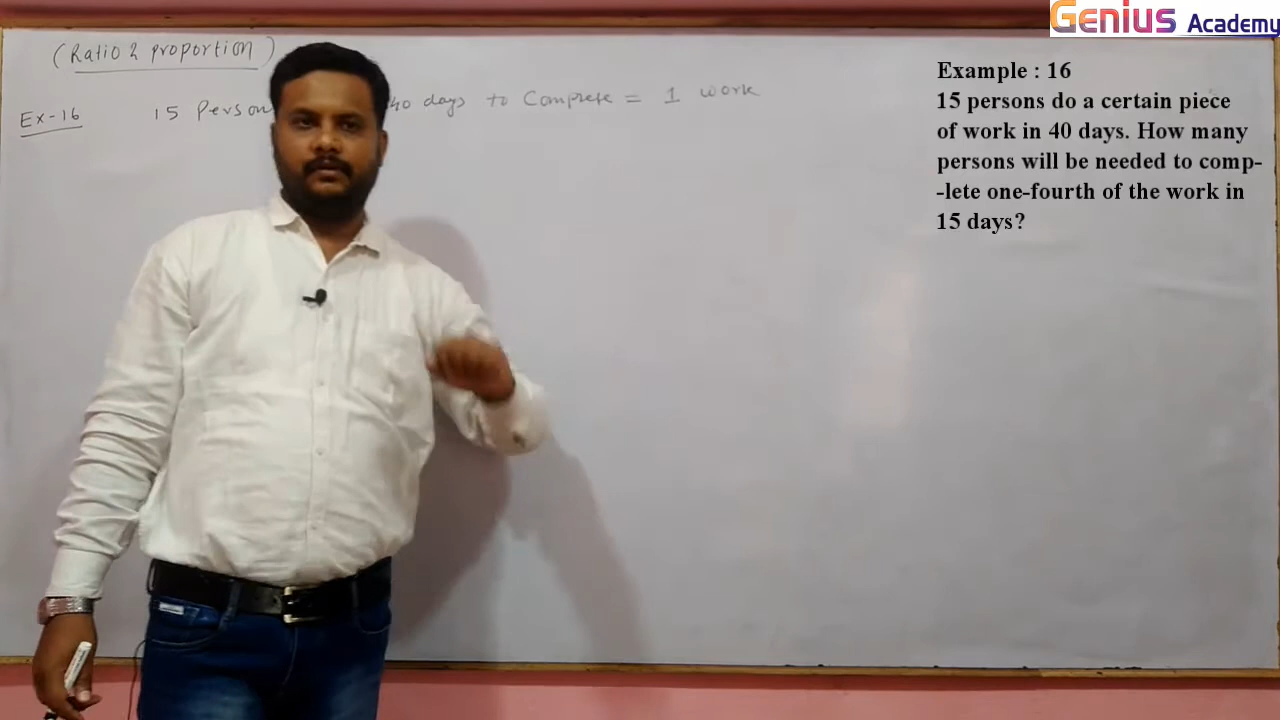 Genius Academy
(Ratio & proportion)
Ex-16 15 Person 40 days to Complete = 1 work
Example : 16
15 persons do a certain piece
of work in 40 days. How many
persons will be needed to comp-
-lete one-fourth of the work in
15 days?